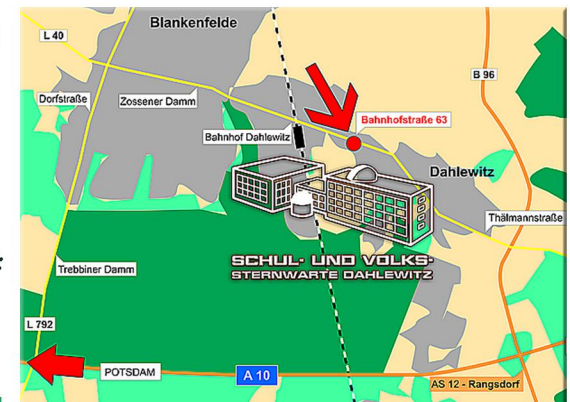 Blankenfelde
L 40
B 96
Dorfstraße
Zossener Damm
Bahnhofstraße 63
Bahnhof Dahlewitz
Dahlewitz
Thälmannstraße
SCHUL- UND VOLKS-
STERNWARTE DAHLEWITZ
Trebbiner Damm
L 792
POTSDAM
A 10
AS 12 - Rangsdorf